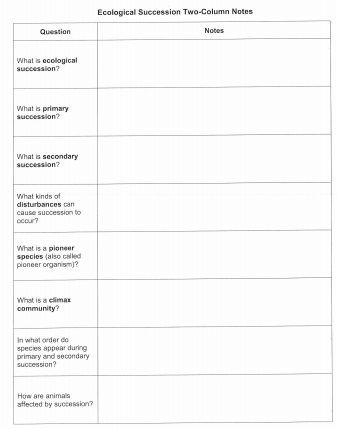 Ecological Succession Two-Column Notes
Question
Notes
What is ecological
succession?
What is primary
succession?
What is secondary
succession?
What kinds of
disturbances can
cause succession to
occur?
What is a pioneer
species (also called
pioneer organism)?
What is a climax
community?
In what order do
species appear during
primary and secondary
succession?
How are animals
affected by succession?